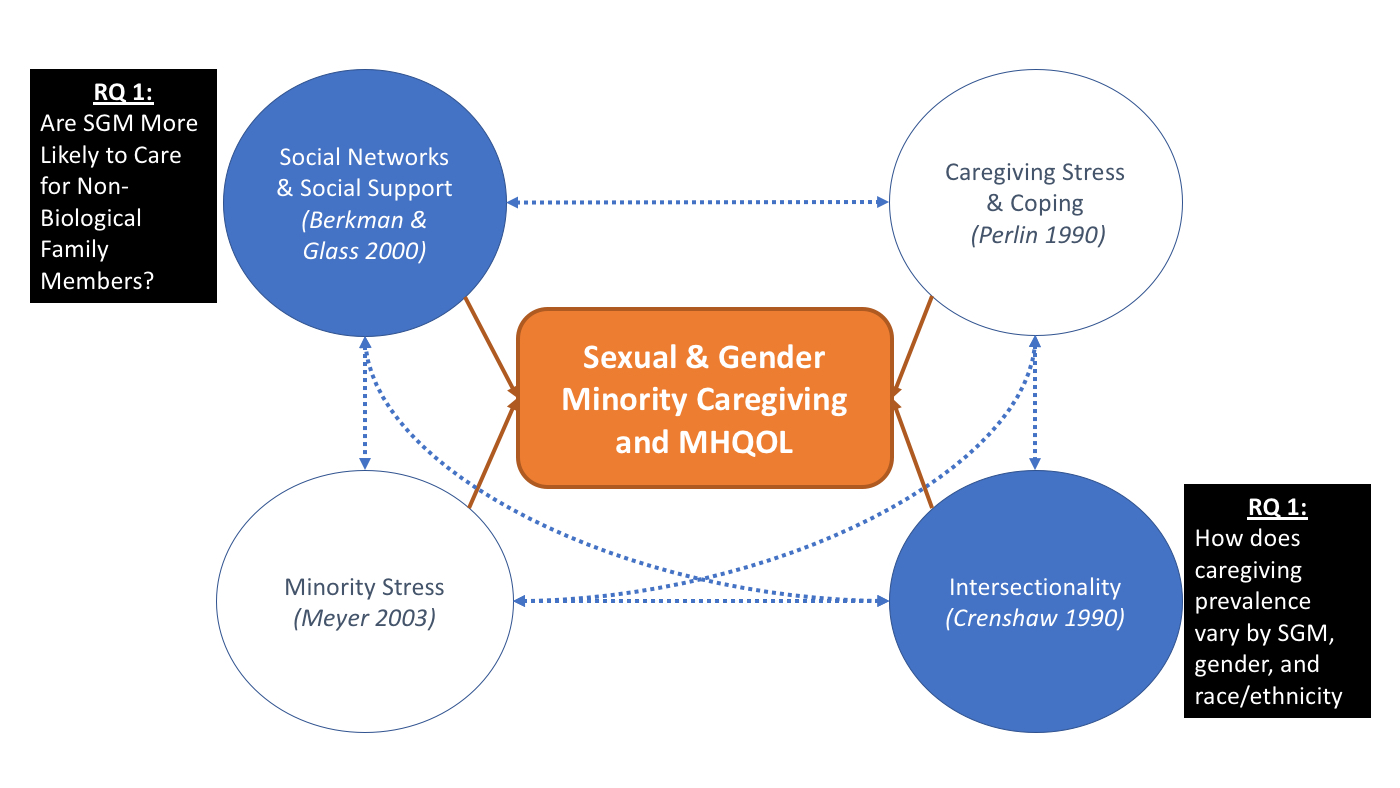 RQ 1:
Are SGM More
Likely to Care
for Non-
Biological
Family
Members?
Social Networks
& Social Support
(Berkman &
Glass 2000)
Caregiving Stress
& Coping
(Perlin 1990)
Sexual & Gender
Minority Caregiving
and MHQOL
Minority Stress
(Meyer 2003)
Intersectionality
(Crenshaw 1990)
RQ 1:
How does
caregiving
prevalence
vary by SGM,
gender, and
race/ethnicity